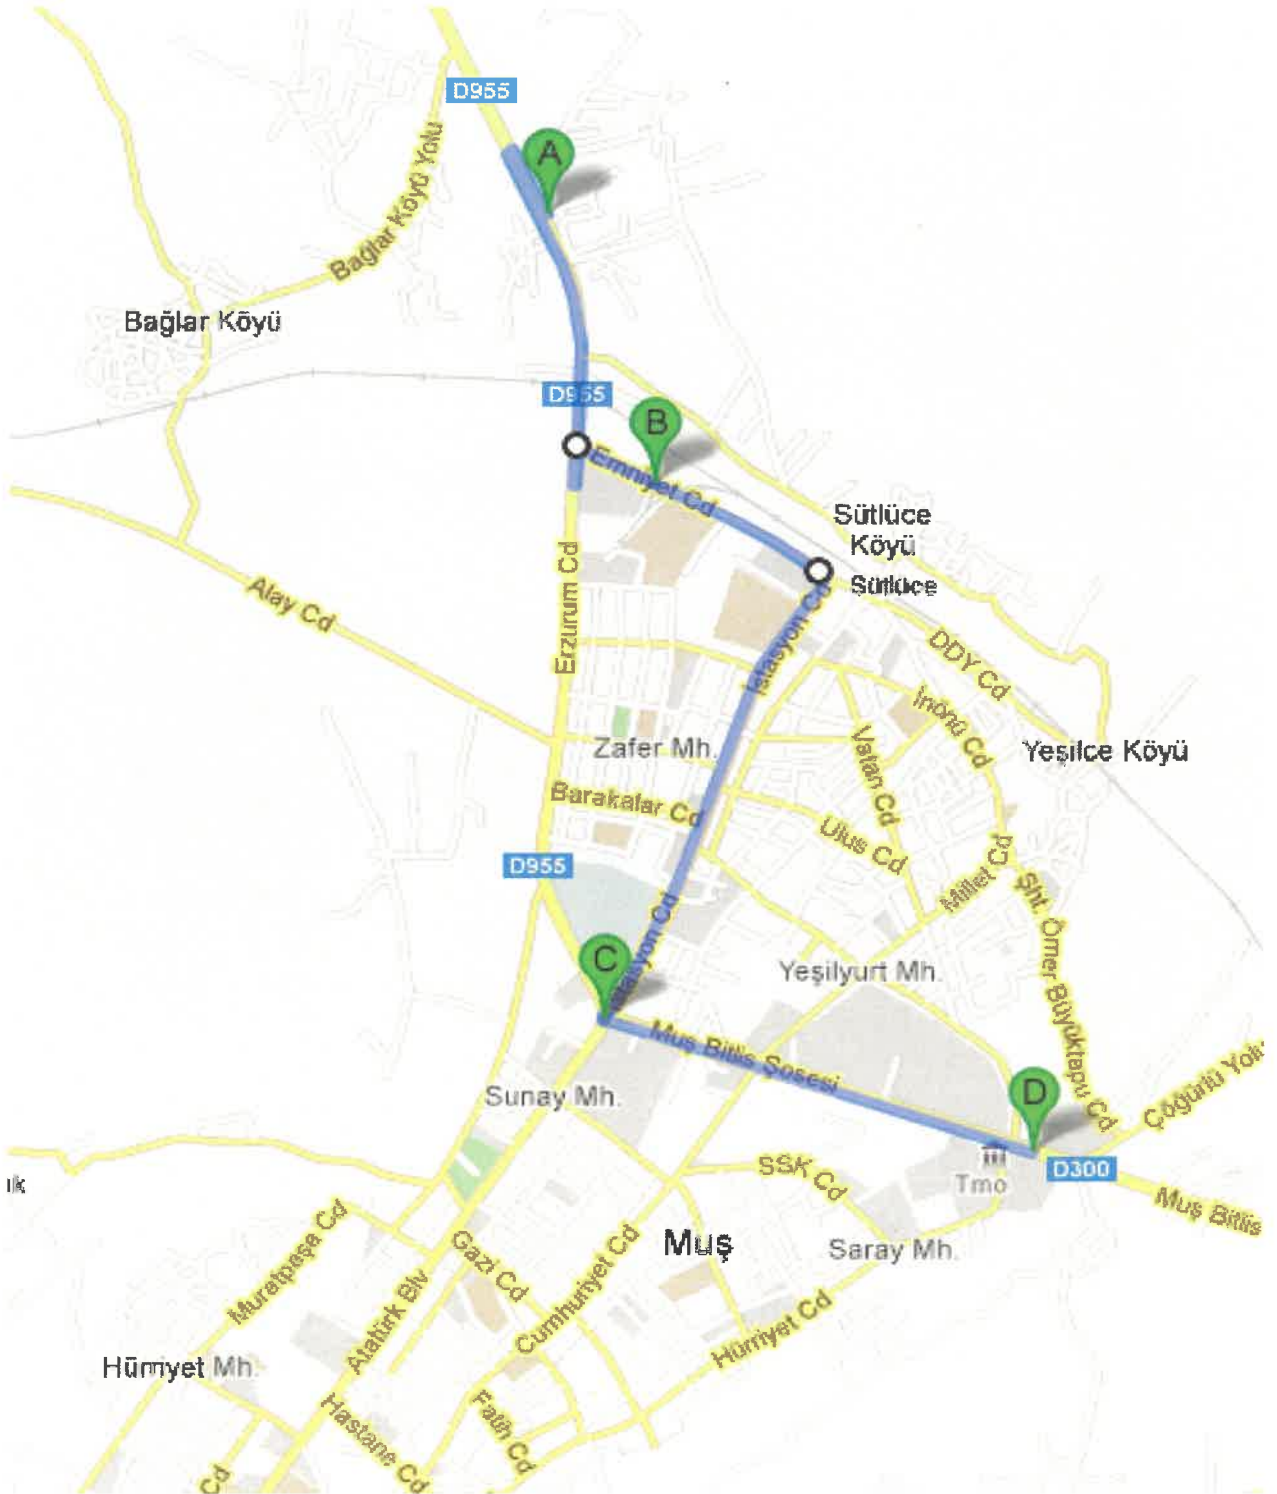 D955
A
Bağlar Köyü Yolu
Bağlar Köyü
D955
B
Emniyet Cd
Sütlüce
Köyü
Sütlüce
Alay Cd
Erzurum Cd
İstasyon Cd
DDY Cd
İnönü Cd
Zafer Mh.
Vatan Cd
Yeşilce Köyü
Barakalar Cd
Ulus Cd
D955
Millet Cd
Şht. Ömer Büyüktapu Cd
İstasyon Cd
C
Yeşilyurt Mh.
Muş Bitlis Şosesi
Sunay Mh.
D
Çöğürlü Yolu
SSK Cd
Tmo
D300
Muş Bitlis
ık
Muratpaşa Cd
Gazi Cd
Cumhuriyet Cd
Muş
Saray Mh.
Atatürk Blv
Hürriyet Cd
Hürriyet Mh.
Hastane Cd
Fatih Cd
Cd